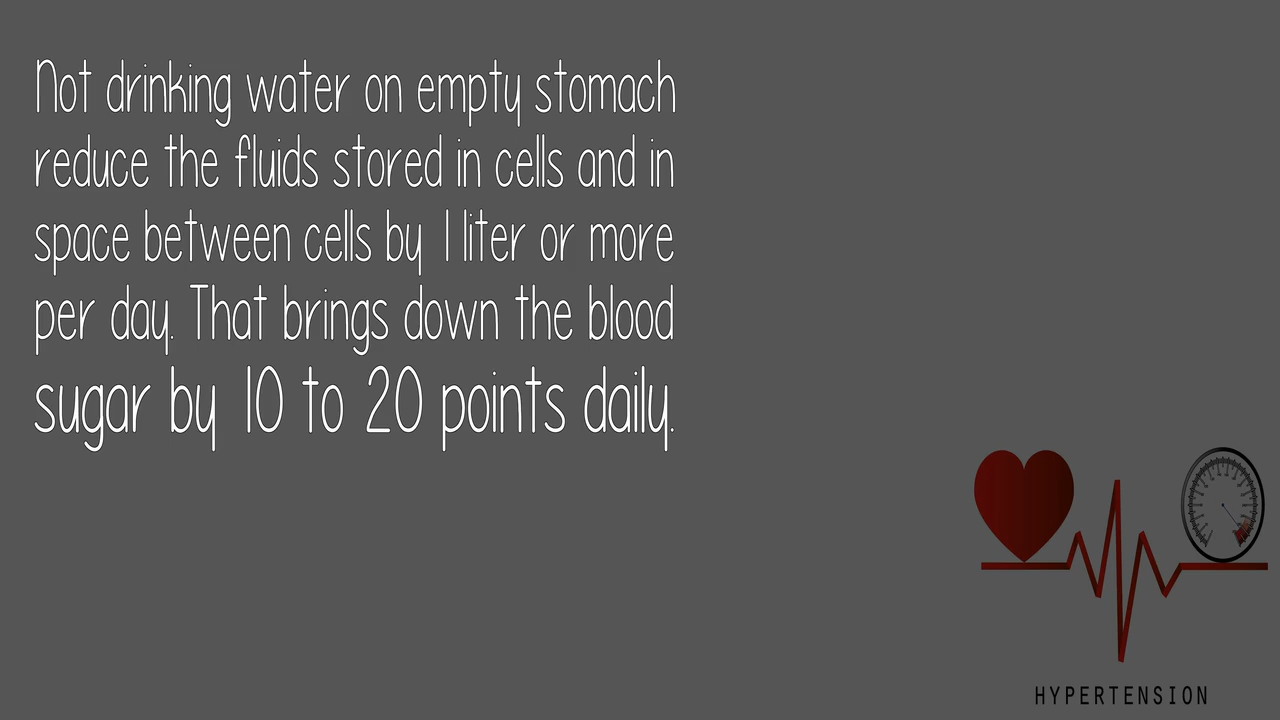 Not drinking water on empty stomach
reduce the fluids stored in cells and in
space between cells by 1 liter or more
per day. That brings down the blood
sugar by 10 to 20 points daily.
HYPERTENSION